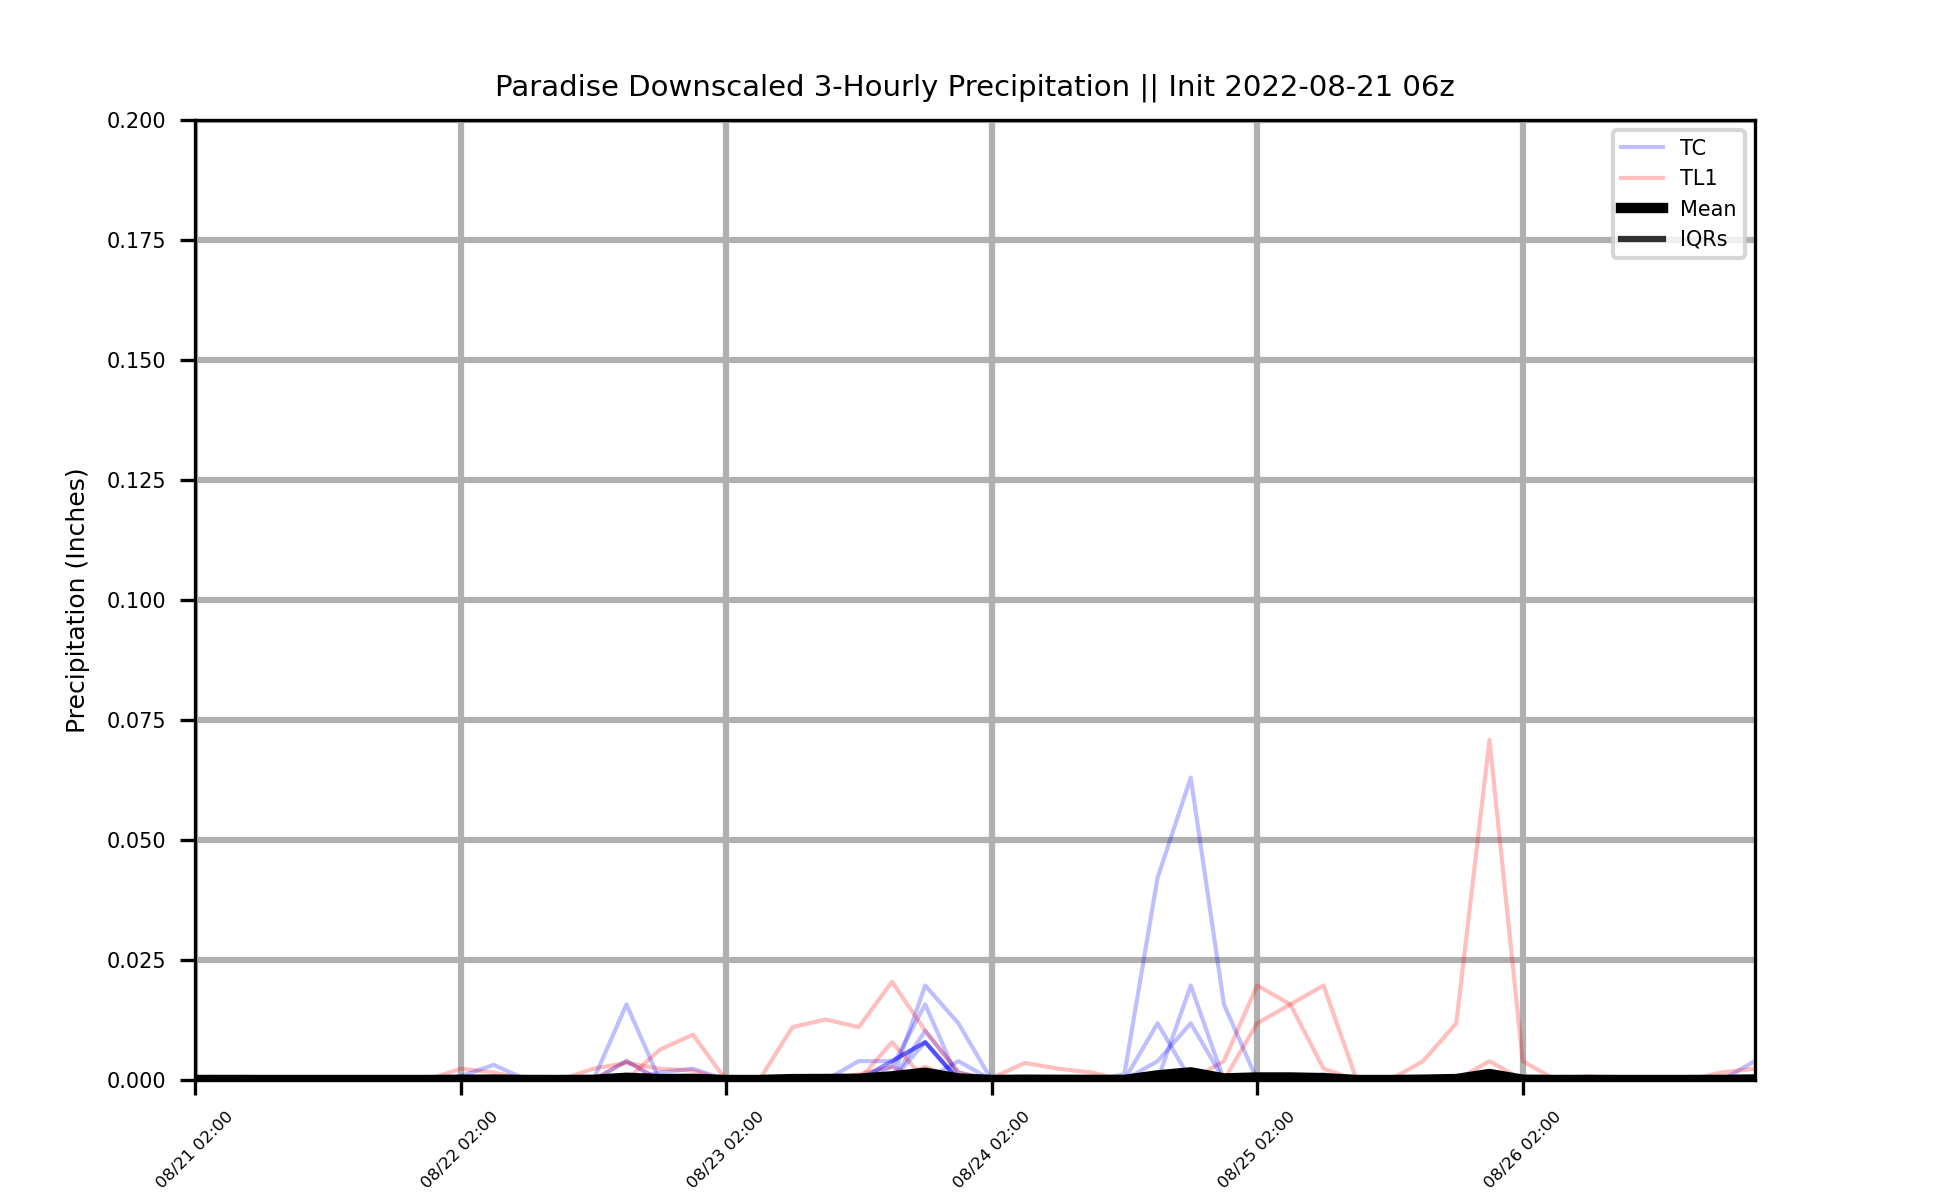 Paradise Downscaled 3-Hourly Precipitation || Init 2022-08-21 06z
TC
TL1
Mean
IQRs
Precipitation (Inches)
0.200
0.175
0.150
0.125
0.100
0.075
0.050
0.025
0.000
08/21 02:00
08/22 02:00
08/23 02:00
08/24 02:00
08/25 02:00
08/26 02:00